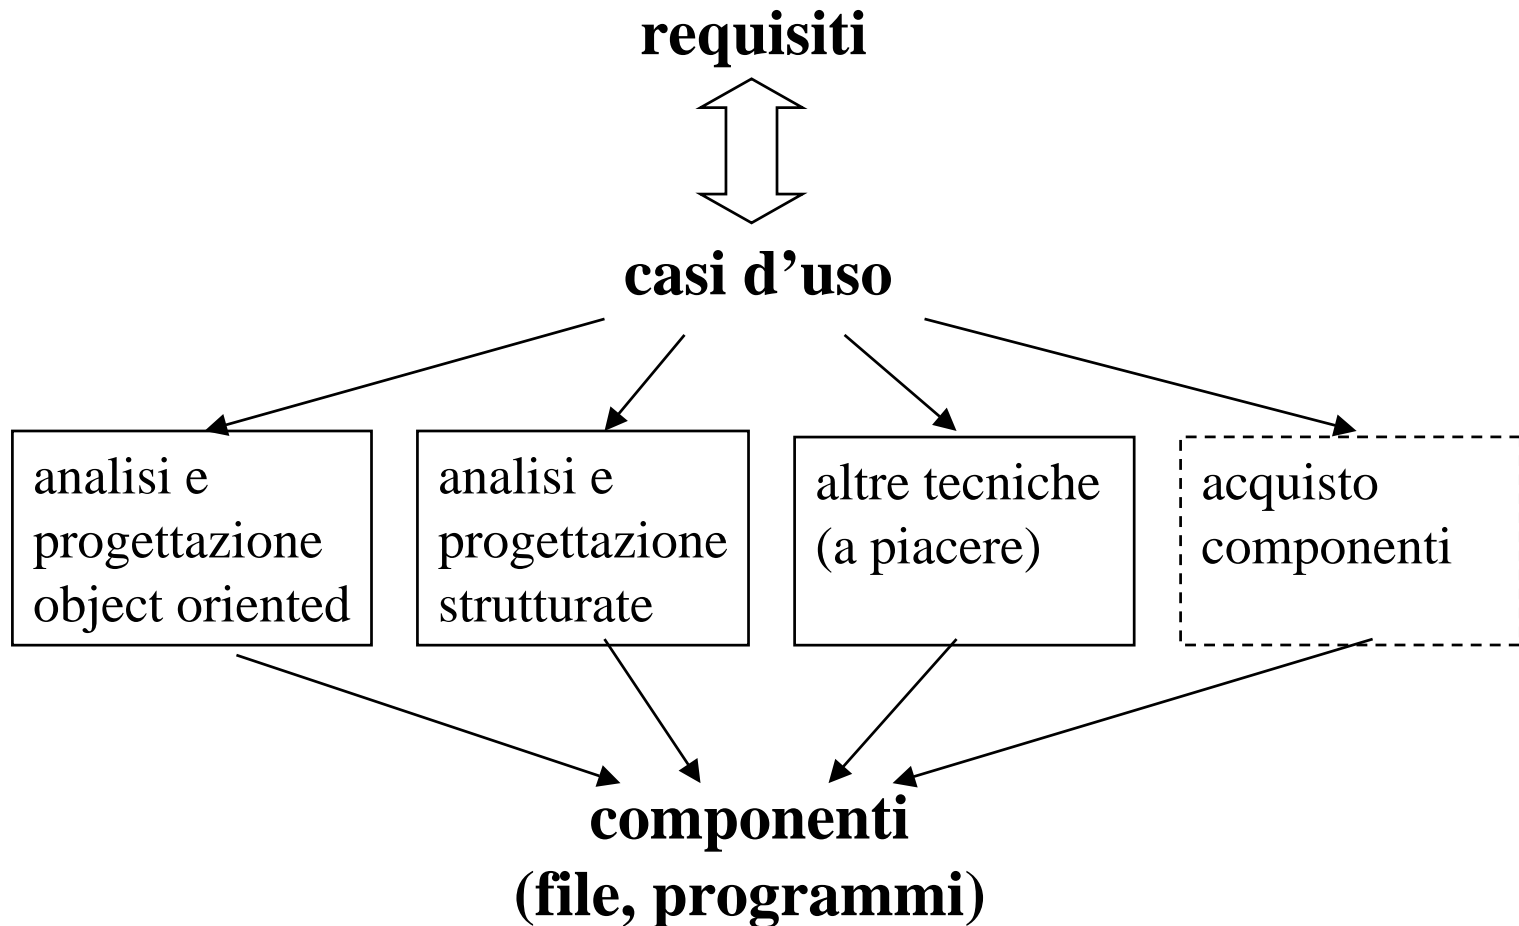 requisiti
casi d’uso
analisi e
progettazione
object oriented
analisi e
progettazione
strutturate
altre tecniche
(a piacere)
acquisto
componenti
componenti
(file, programmi)